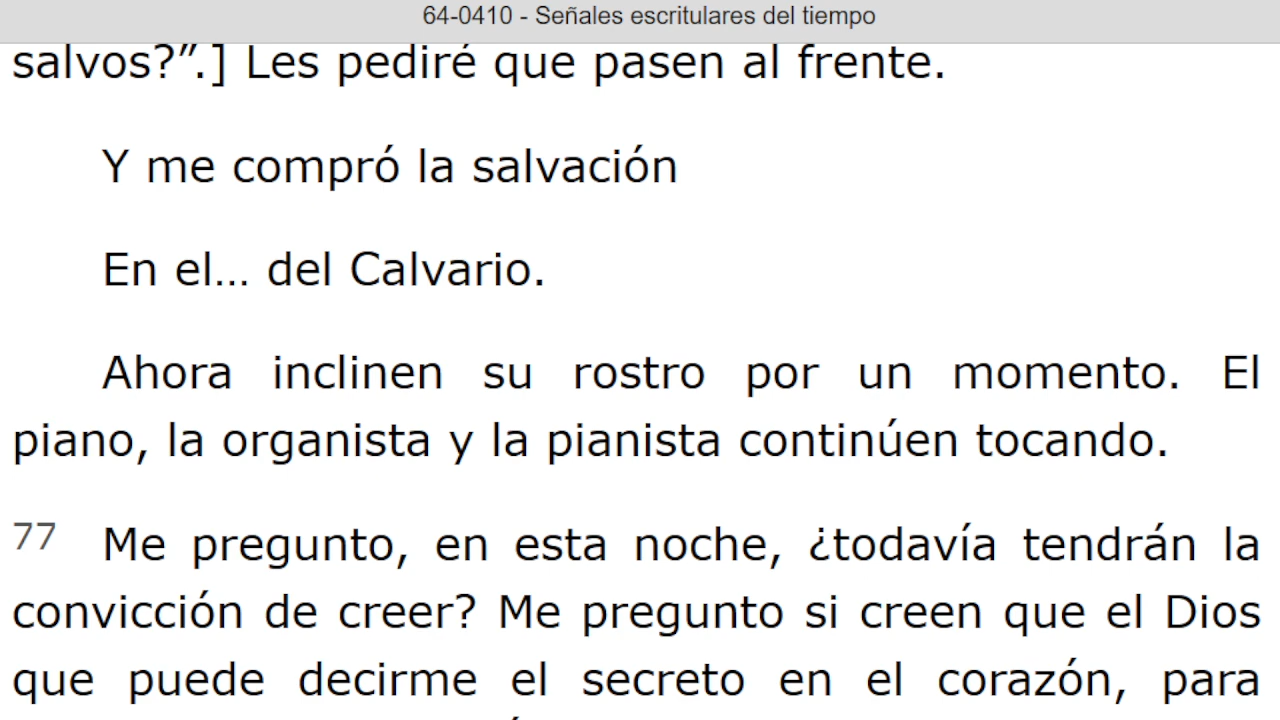 64-0410 - Señales escritulares del tiempo
salvos?”.] Les pediré que pasen al frente.
Y me compró la salvación
En el... del Calvario.
Ahora inclinen su rostro por un momento. El
piano, la organista y la pianista continúen tocando.
77 Me pregunto, en esta noche, ¿todavía tendrán la
convicción de creer? Me pregunto si creen que el Dios
que puede decirme el secreto en el corazón, para